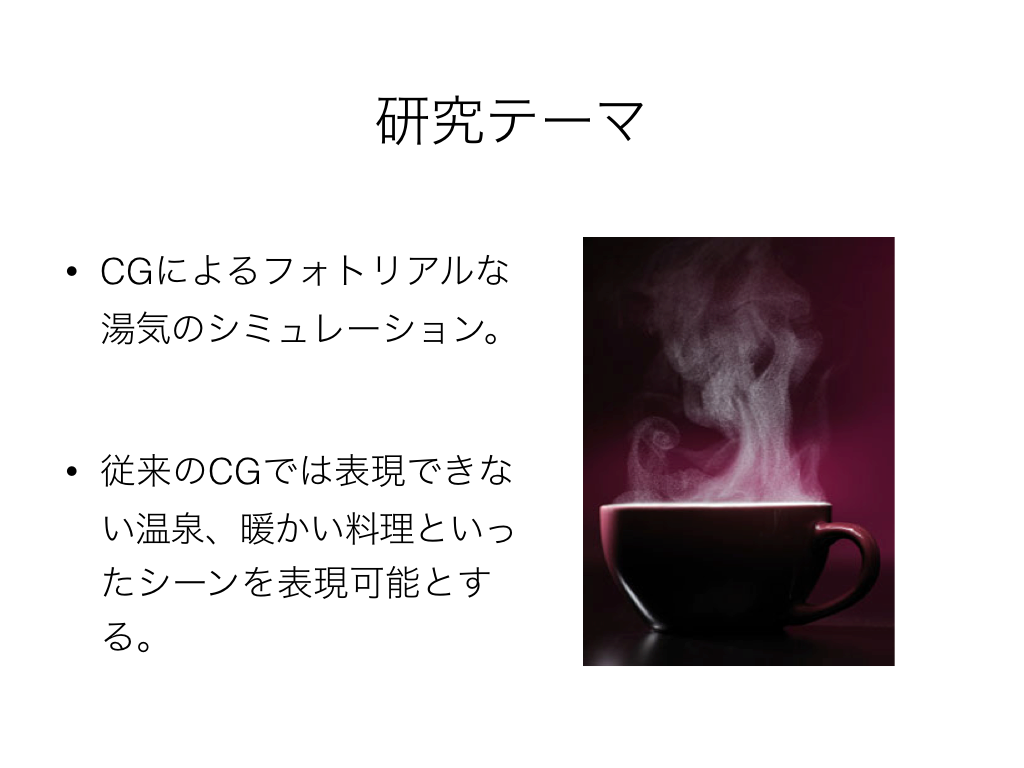 研究テーマ
• CGによるフォトリアルな
湯気のシミュレーション。
• 従来のCGでは表現できな
い温泉、暖かい料理といっ
たシーンを表現可能とす
る。